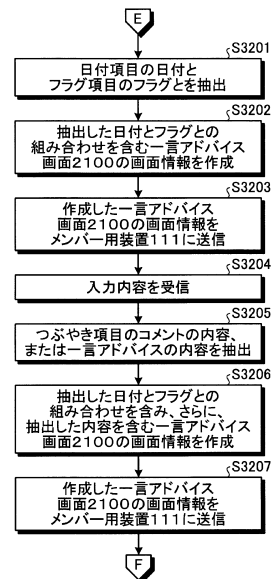 E
S3201
日付項目の日付と
フラグ項目のフラグとを抽出
S3202
抽出した日付とフラグとの
組み合わせを含む一言アドバイス
画面2100の画面情報を作成
S3203
作成した一言アドバイス
画面2100の画面情報を
メンバー用装置111に送信
S3204
入力内容を受信
S3205
つぶやき項目のコメントの内容、
または一言アドバイスの内容を抽出
S3206
抽出した日付とフラグとの
組み合わせを含み、さらに、
抽出した内容を含む一言アドバイス
画面2100の画面情報を作成
S3207
作成した一言アドバイス
画面2100の画面情報を
メンバー用装置111に送信
F